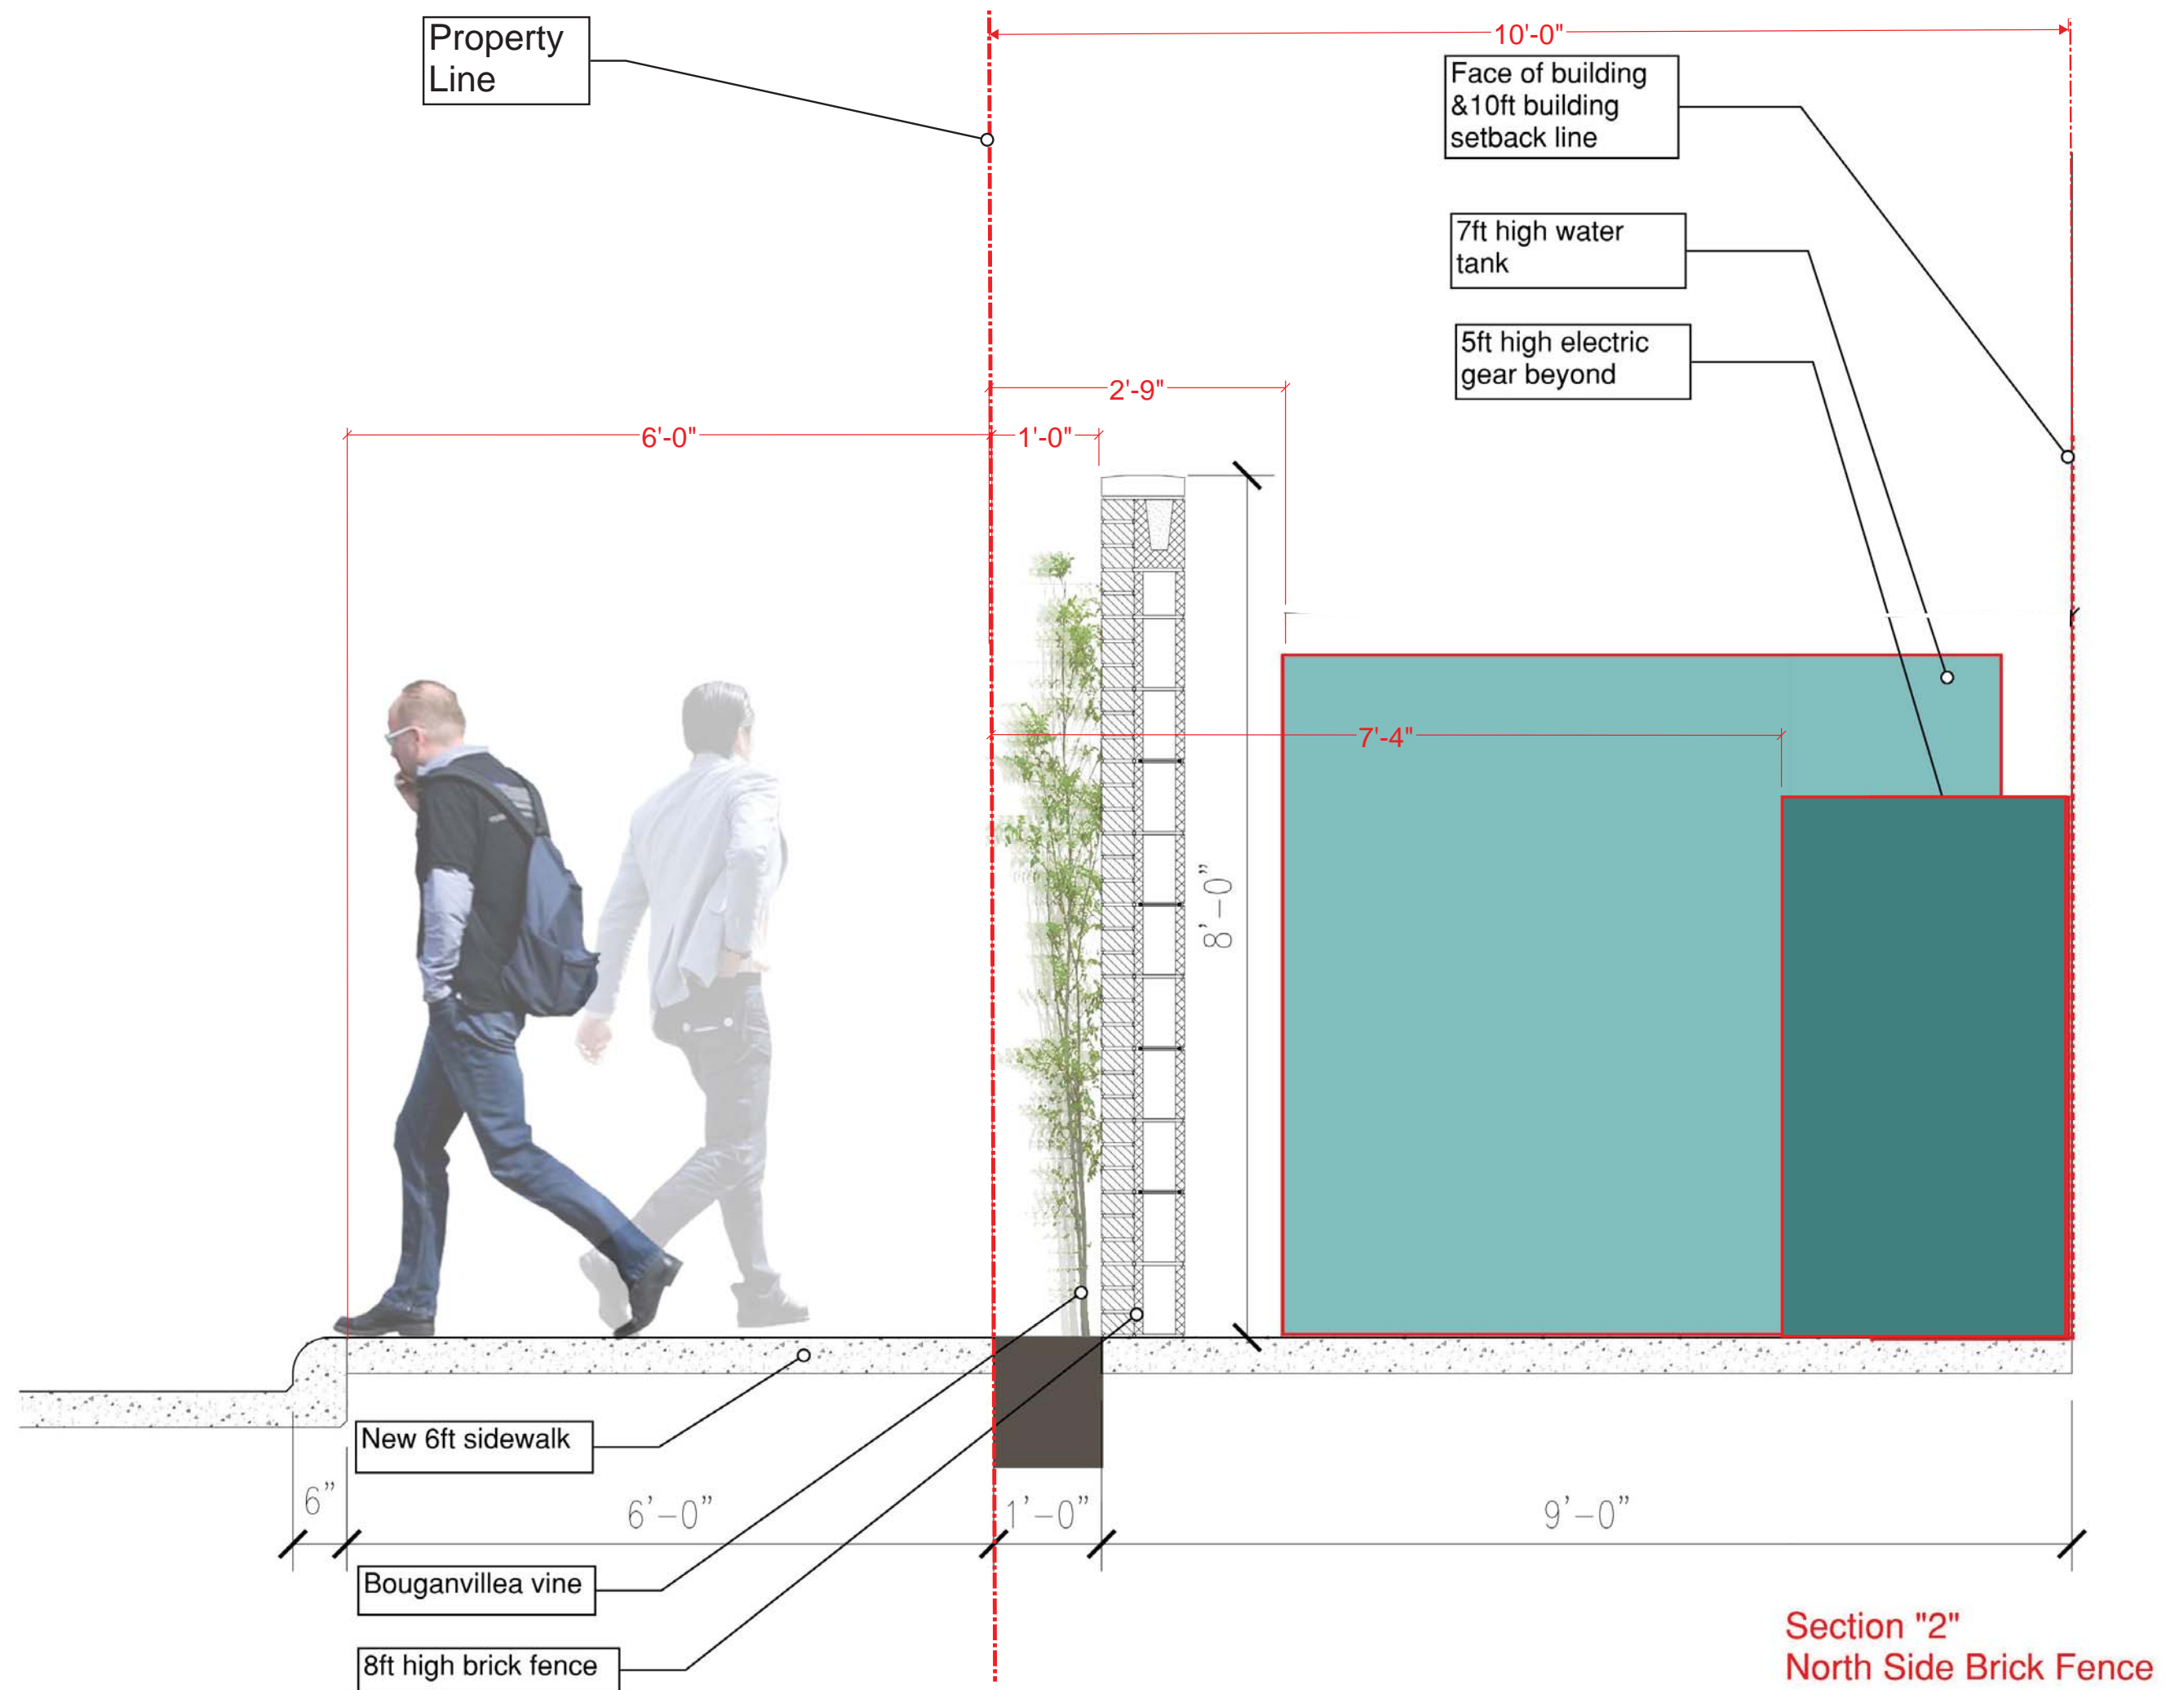 Property
Line
10'-0"
Face of building
&10ft building
setback line
7ft high water
tank
5ft high electric
gear beyond
2'-9"
6'-0"
1'-0"
7'-4"
8'-0"
New 6ft sidewalk
6"
6'-0"
1'-0"
9'-0"
Bouganvillea vine
8ft high brick fence
Section "2"
North Side Brick Fence